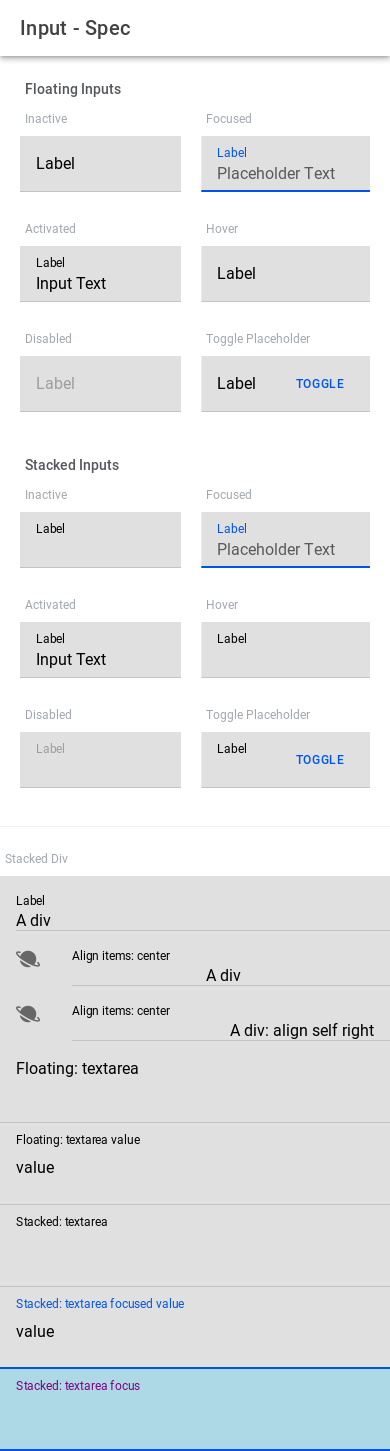 Input - Spec
Floating Inputs
Inactive
Focused
Label
Label
Placeholder Text
Activated
Hover
Label
Input Text
Label
Disabled
Toggle Placeholder
Label
Label TOGGLE
Stacked Inputs
Inactive
Focused
Label
Label
Placeholder Text
Activated
Hover
Label
Input Text
Label
Disabled
Toggle Placeholder
Label
Label
TOGGLE
Stacked Div
Label
A div
Align items: center
A div
Align items: center
A div: align self right
Floating: textarea
Floating: textarea value
value
Stacked: textarea
Stacked: textarea focused value
value
Stacked: textarea focus